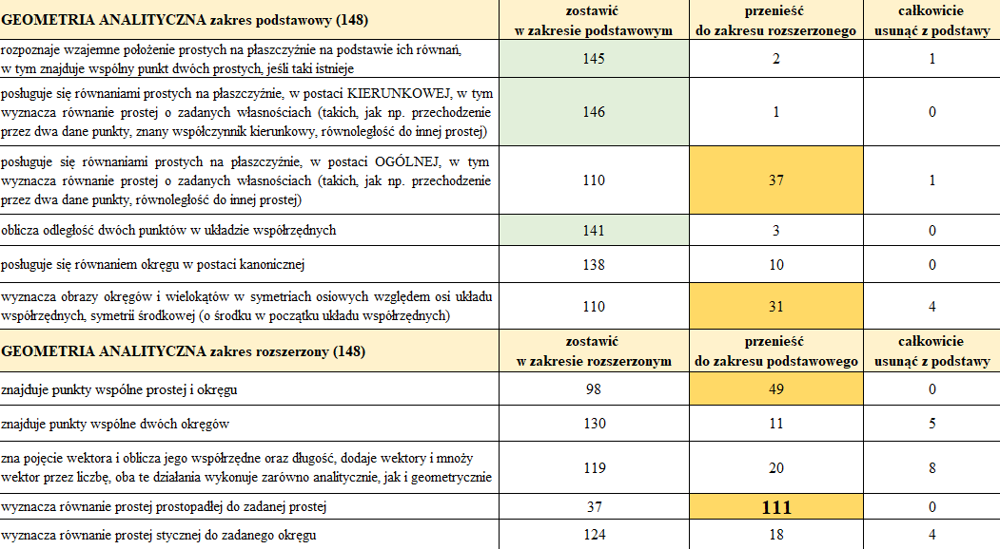 GEOMETRIA ANALITYCZNA zakres podstawowy (148)
zostawić
w zakresie podstawowym
przenieść
do zakresu rozszerzonego
całkowicie
usunąć z podstawy
rozpoznaje wzajemne położenie prostych na płaszczyźnie na podstawie ich równań,
w tym znajduje wspólny punkt dwóch prostych, jeśli taki istnieje
145 2 1
posługuje się równaniami prostych na płaszczyźnie, w postaci KIERUNKOWEJ, w tym
wyznacza równanie prostej o zadanych własnościach (takich, jak np. przechodzenie
przez dwa dane punkty, znany współczynnik kierunkowy, równoległość do innej prostej)
146 1 0
posługuje się równaniami prostych na płaszczyźnie, w postaci OGÓLNEJ, w tym
wyznacza równanie prostej o zadanych własnościach (takich, jak np. przechodzenie
przez dwa dane punkty, równoległość do innej prostej)
110 37 1
oblicza odległość dwóch punktów w układzie współrzędnych
141 3 0
posługuje się równaniem okręgu w postaci kanonicznej
138 10 0
wyznacza obrazy okręgów i wielokątów w symetriach osiowych względem osi układu
współrzędnych, symetrii środkowej (o środku w początku układu współrzędnych)
110 31 4
GEOMETRIA ANALITYCZNA zakres rozszerzony (148)
zostawić
w zakresie rozszerzonym
przenieść
do zakresu podstawowego
całkowicie
usunąć z podstawy
znajduje punkty wspólne prostej i okręgu
98 49 0
znajduje punkty wspólne dwóch okręgów
130 11 5
zna pojęcie wektora i oblicza jego współrzędne oraz długość, dodaje wektory i mnoży
wektor przez liczbę, oba te działania wykonuje zarówno analitycznie, jak i geometrycznie
119 20 8
wyznacza równanie prostej prostopadłej do zadanej prostej
37 111 0
wyznacza równanie prostej stycznej do zadanego okręgu
124 18 4